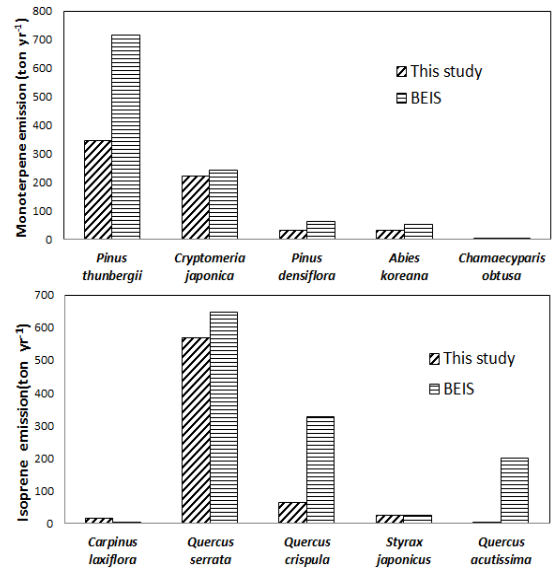 Monoterpene emission (ton yr-1)
800
700
600
500
400
300
200
100
0
This study
BEIS
Pinus thunbergii
Cryptomeria japonica
Pinus densiflora
Abies koreana
Chamaecyparis obtusa
Isoprene emission(ton yr-1)
700
600
500
400
300
200
100
0
This study
BEIS
Carpinus laxiflora
Quercus serrata
Quercus crispula
Styrax japonicus
Quercus acutissima